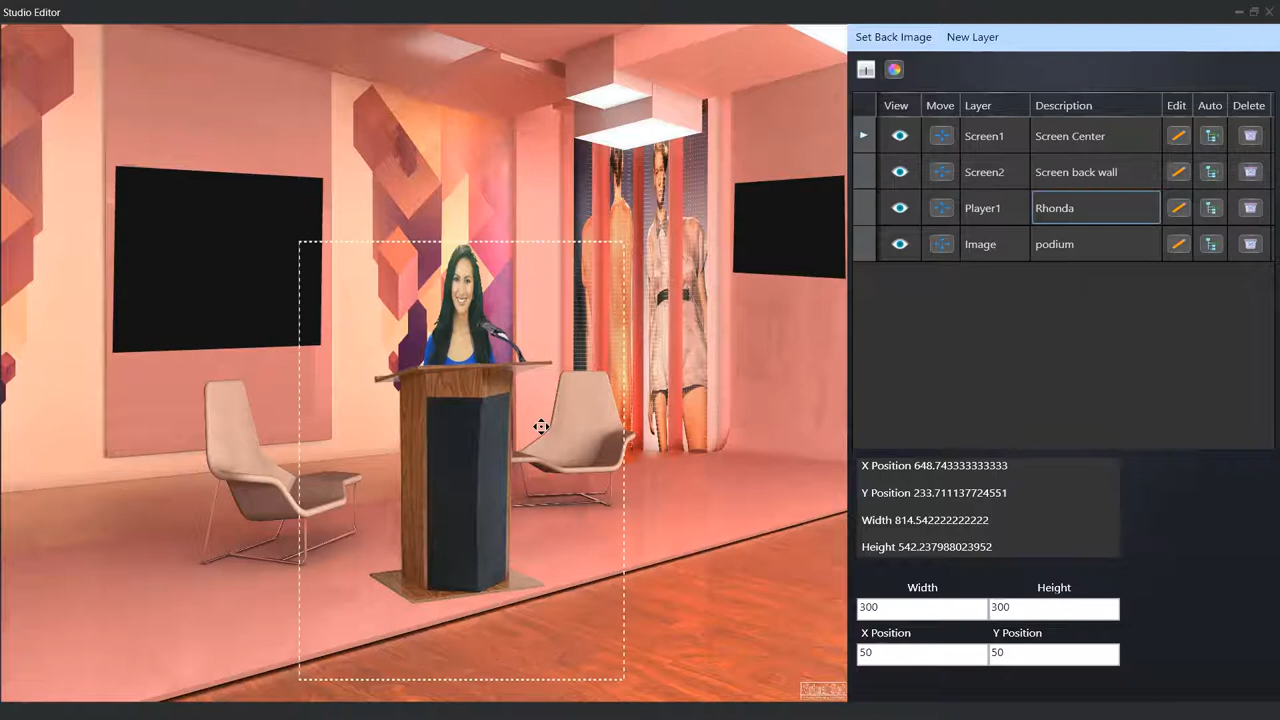 Studio Editor
Set Back Image New Layer
View Move Layer Description Edit Auto Delete
Screen1 Screen Center
Screen2 Screen back wall
Player1 Rhonda
Image podium
X Position 648.743333333333
Y Position 233.711137724551
Width 814.542222222222
Height 542.237988023952
Width Height
300 300
X Position Y Position
50 50